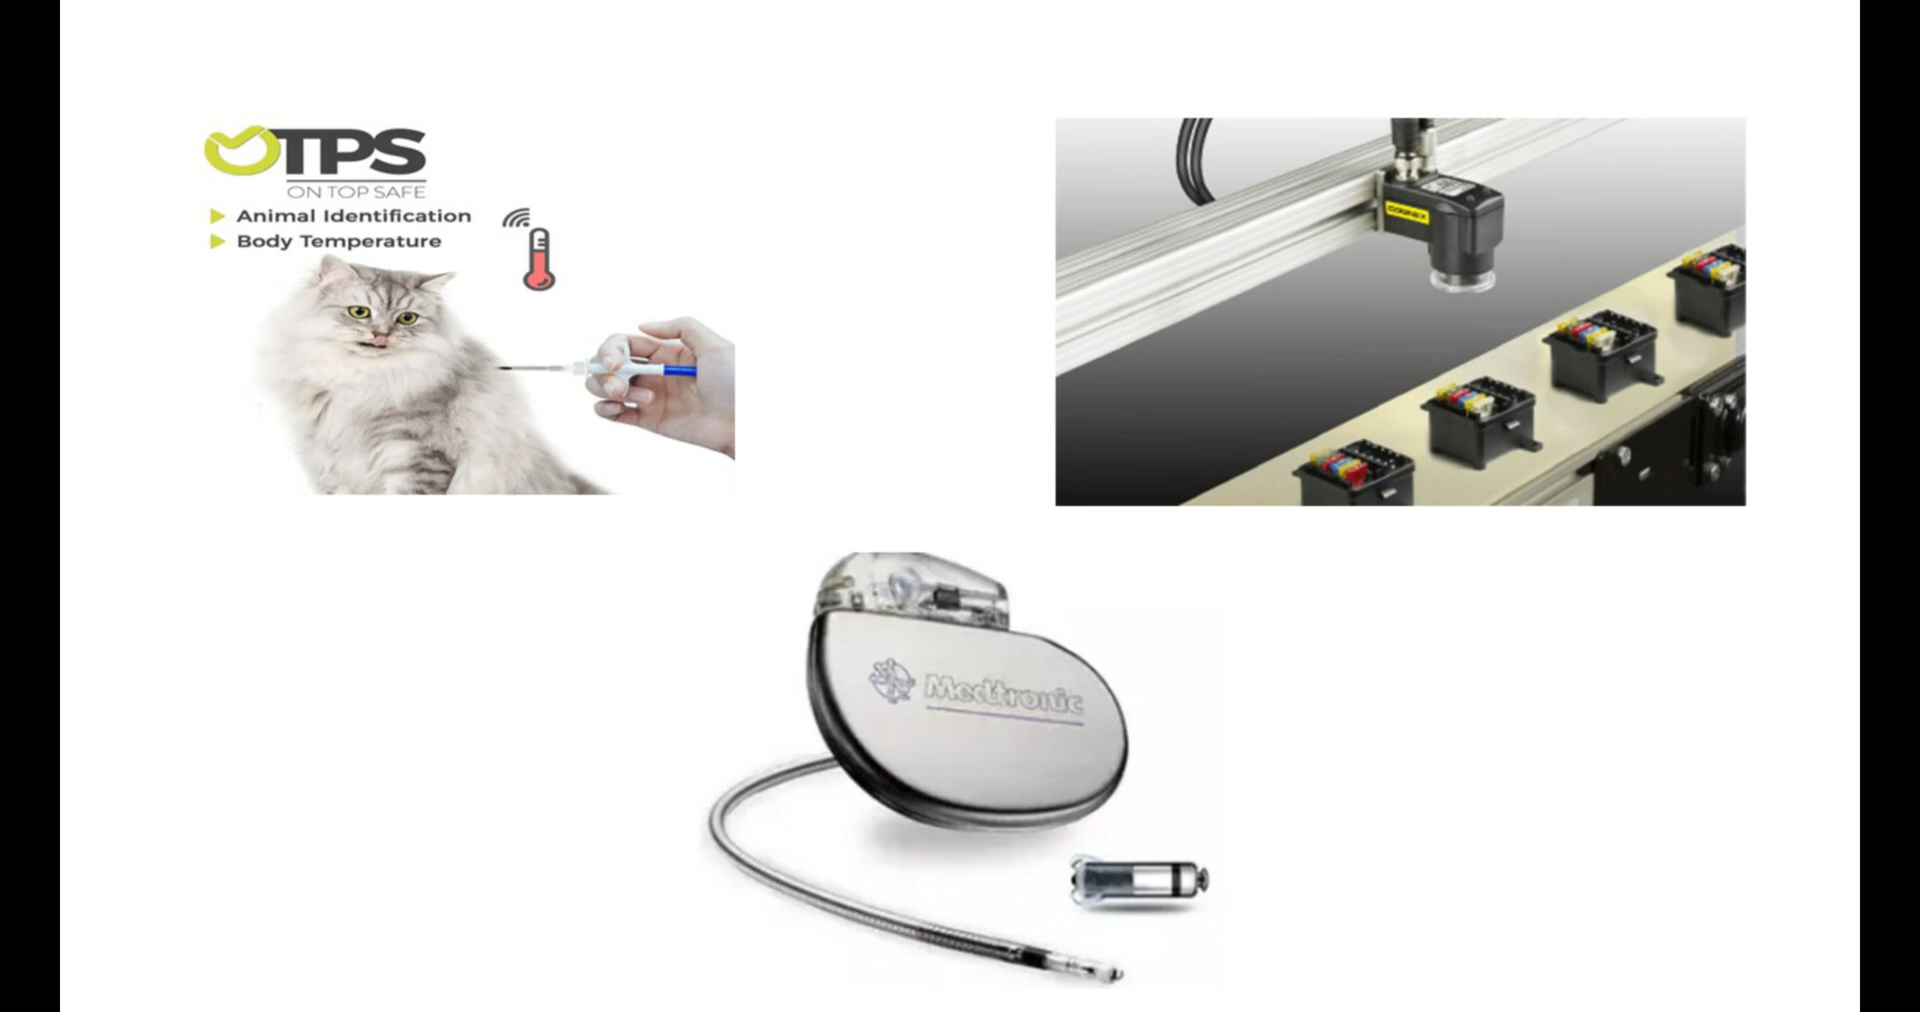 OTPS
ON TOP SAFE
Animal Identification
Body Temperature
COGNEX
Medtronic